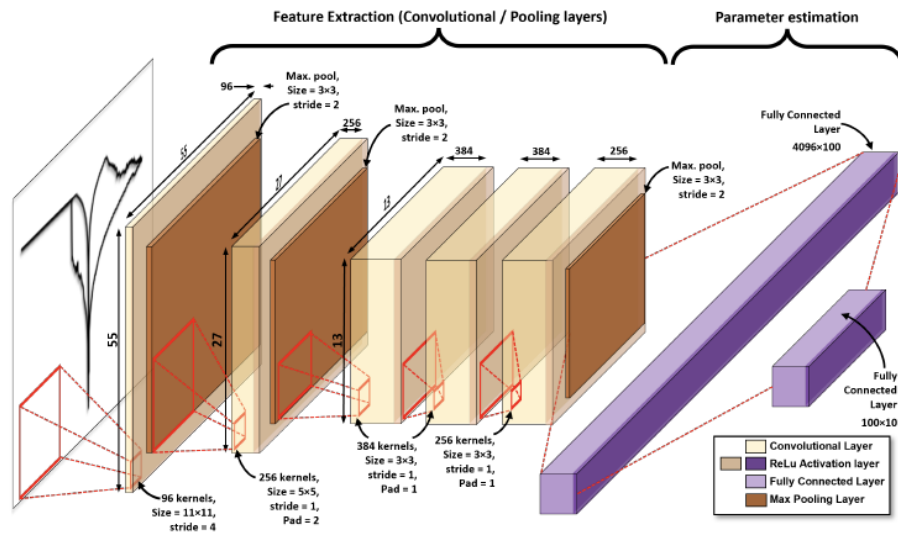 Feature Extraction (Convolutional / Pooling layers)
Parameter estimation
96
Max. pool,
Size = 3×3,
stride = 2
55
55
256
Max. pool,
Size = 3×3,
stride = 2
27
27
384
384
256
13
13
Max. pool,
Size = 3×3,
stride = 2
Fully Connected
Layer
4096×100
Fully
Connected
Layer
100×10
96 kernels,
Size = 11×11,
stride = 4
256 kernels,
Size = 5×5,
stride = 1,
Pad = 2
384 kernels,
Size = 3×3,
stride = 1,
Pad = 1
256 kernels,
Size = 3×3,
stride = 1,
Pad = 1
Convolutional Layer
ReLu Activation layer
Fully Connected Layer
Max Pooling Layer